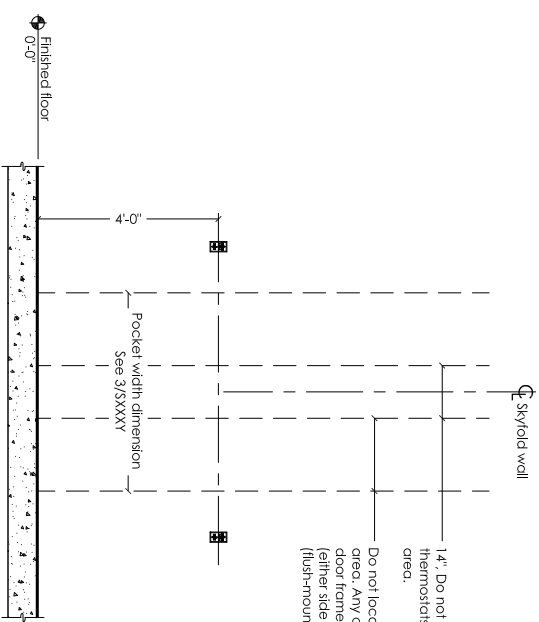 Finished floor
0'-0"
4'-0"
Pocket width dimension
See 3/SXXXY
℄ Skyfold wall
14", Do not
thermostats
area.
Do not loca
area. Any c
door frame
(either side
(flush-moun